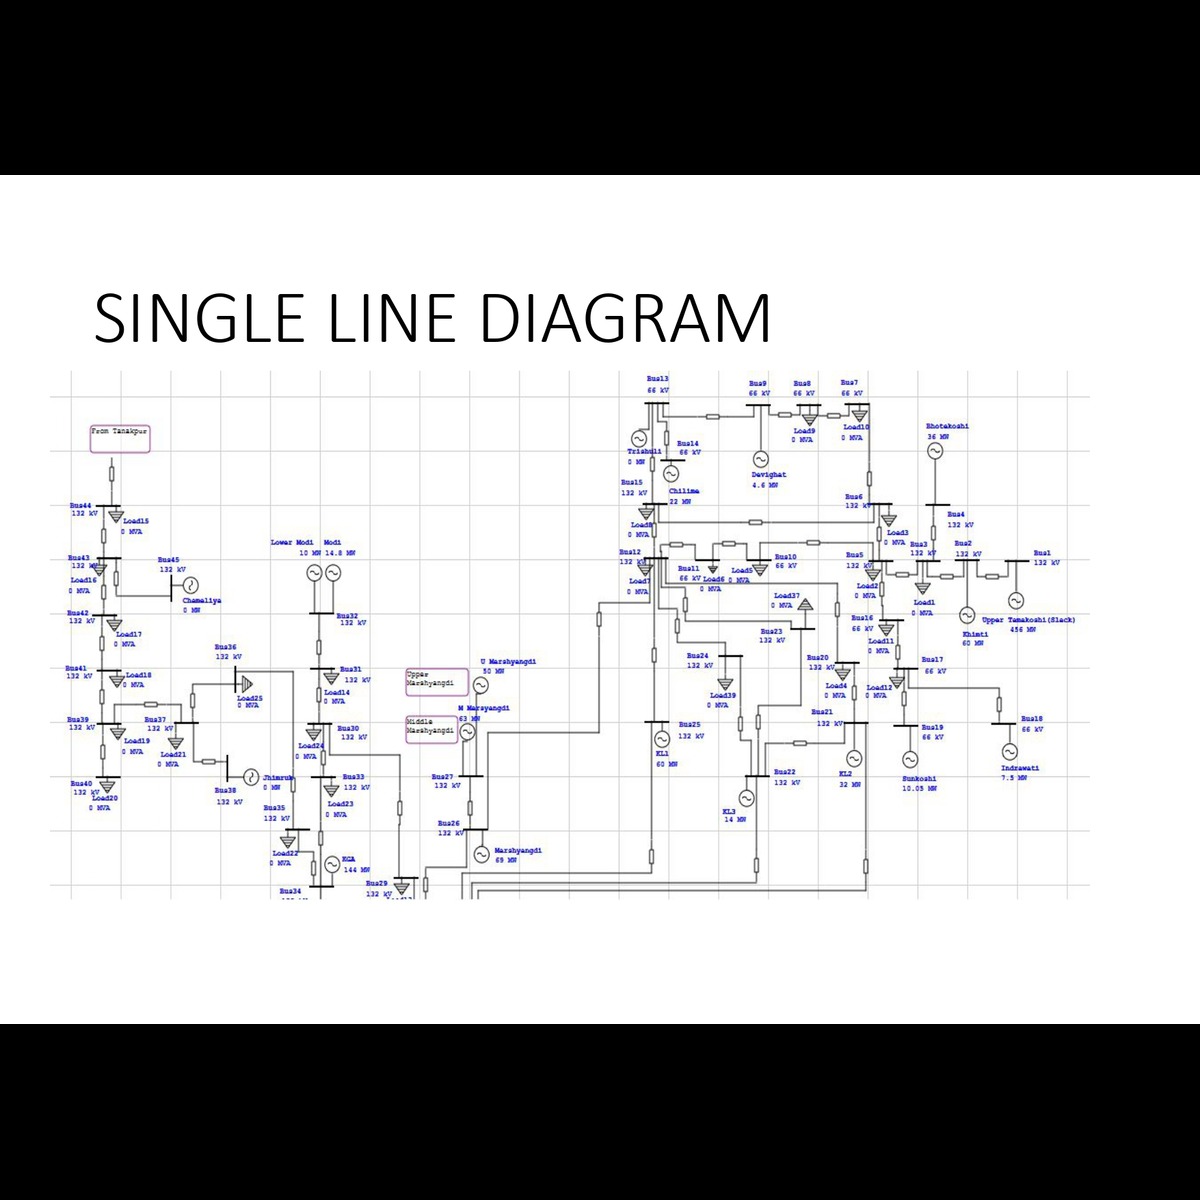 SINGLE LINE DIAGRAM
From Tanakpur
Bus44
132 kV
Load15
0 MVA
Bus43
132 kV
Load16
0 MVA
Bus45
132 kV
Chameliya
0 MW
Bus42
132 kV
Load17
0 MVA
Bus41
132 kV
Load18
0 MVA
Bus39
132 kV
Load19
0 MVA
Bus37
132 kV
Load21
0 MVA
Bus40
132 kV
Load20
0 MVA
Bus36
132 kV
Load25
0 MVA
Bus38
132 kV
Jhimruk
0 MW
Lower Modi
10 MW
Modi
14.8 MW
Bus32
132 kV
Bus31
132 kV
Load14
0 MVA
Bus30
132 kV
Load24
0 MVA
Bus33
132 kV
Load23
0 MVA
Bus35
132 kV
Load22
0 MVA
KGA
144 MW
Bus34
Bus29
132 kV
Upper
Marshyangdi
U Marshyangdi
50 MW
Middle
Marshyangdi
M Marsyangdi
63 MW
Bus27
132 kV
Bus26
132 kV
Marshyangdi
69 MW
Bus13
66 kV
Trishuli
0 MW
Bus14
66 kV
Chilime
22 MW
Bus9
66 kV
Devighat
4.6 MW
Bus8
66 kV
Load9
0 MVA
Bus7
66 kV
Load10
0 MVA
Bus15
132 kV
Load8
0 MVA
Bus12
132 kV
Load7
0 MVA
Bus11
66 kV
Load6
0 MVA
Load5
0 MVA
Bus10
66 kV
Bus6
132 kV
Load3
0 MVA
Bhotekoshi
36 MW
Bus4
132 kV
Bus5
132 kV
Load2
0 MVA
Bus3
132 kV
Load1
0 MVA
Bus2
132 kV
Khimti
60 MW
Bus1
132 kV
Upper Tamakoshi(Slack)
456 MW
Load37
0 MVA
Bus23
132 kV
Bus24
132 kV
Load39
0 MVA
Bus20
132 kV
Load4
0 MVA
Bus16
66 kV
Load11
0 MVA
Bus17
66 kV
Load12
0 MVA
Bus25
132 kV
KL1
60 MW
Bus21
132 kV
KL2
32 MW
Bus22
132 kV
KL3
14 MW
Bus19
66 kV
Sunkoshi
10.05 MW
Bus18
66 kV
Indrawati
7.5 MW